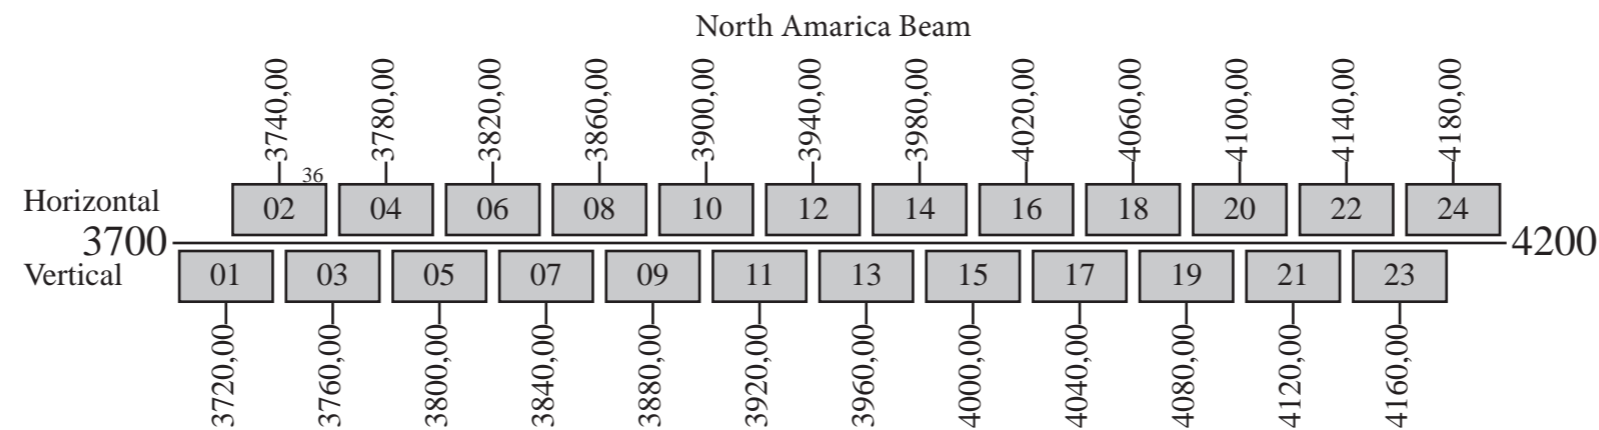 North Amarica Beam
3740,00 3780,00 3820,00 3860,00 3900,00 3940,00 3980,00 4020,00 4060,00 4100,00 4140,00 4180,00
36
Horizontal 02 04 06 08 10 12 14 16 18 20 22 24
3700 4200
Vertical 01 03 05 07 09 11 13 15 17 19 21 23
3720,00 3760,00 3800,00 3840,00 3880,00 3920,00 3960,00 4000,00 4040,00 4080,00 4120,00 4160,00